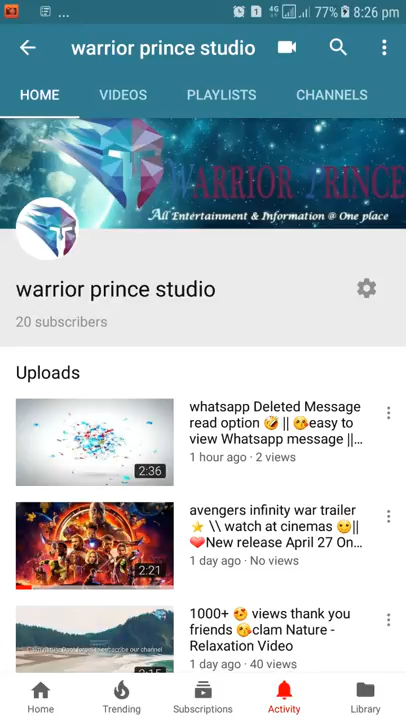 ... 4G 77% 8:26 pm
warrior prince studio
HOME VIDEOS PLAYLISTS CHANNELS
WARRIOR PRINCE
All Entertainment & Information @ One place
warrior prince studio
20 subscribers
Uploads
whatsapp Deleted Message
read option 🤣 || 😘easy to
view Whatsapp message ||...
1 hour ago · 2 views
2:36
avengers infinity war trailer
⭐ \\ watch at cinemas 😊||
❤New release April 27 On...
1 day ago · No views
2:21
1000+ 😍 views thank you
friends 😘clam Nature -
Relaxation Video
1 day ago · 40 views
subscribe our channel
Home Trending Subscriptions Activity Library